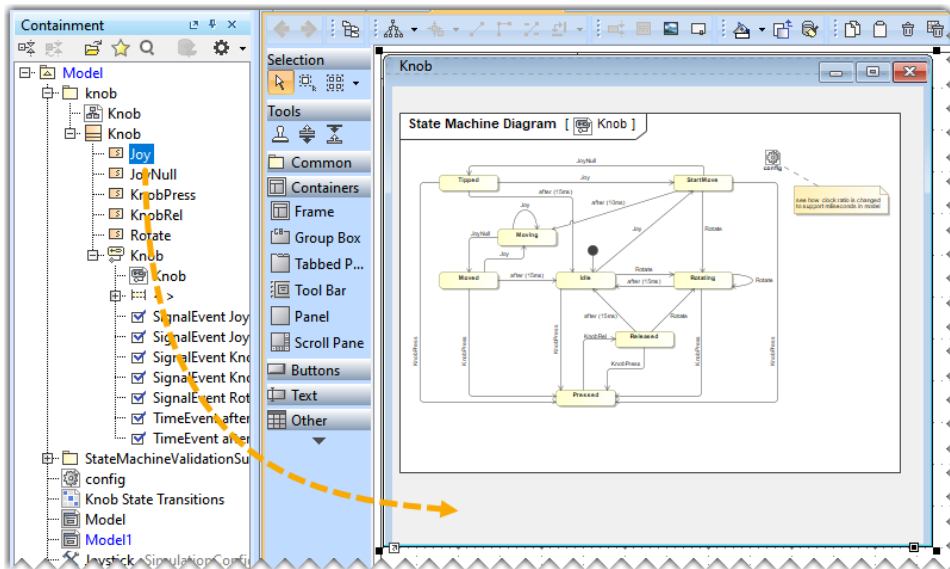 Containment
Model
knob
Knob
Knob
Joy
JoyNull
KnobPress
KnobRel
Rotate
Knob
Knob
< >
SignalEvent Joy
SignalEvent Joy
SignalEvent Kno
SignalEvent Kno
SignalEvent Rot
TimeEvent after
TimeEvent after
StateMachineValidationSu
config
Knob State Transitions
Model
Model1
Joystick SimulationConfi
Selection
Tools
Common
Containers
Frame
Group Box
Tabbed P...
Tool Bar
Panel
Scroll Pane
Buttons
Text
Other
Knob
State Machine Diagram [ Knob ]
JoyNull
Tipped
Joy
StartMove
config
after (15ms)
after (10ms)
see how clock ratio is changed
to support miliseconds in model
Joy
Joy
Rotate
JoyNull
Moving
Joy
Moved
after (15ms)
Idle
Rotate
after (15ms)
Rotating
Rotate
after (15ms)
Rotate
KnobPress
KnobPress
KnobRel
Released
KnobPress
KnobPress
KnobPress
KnobPress
Pressed